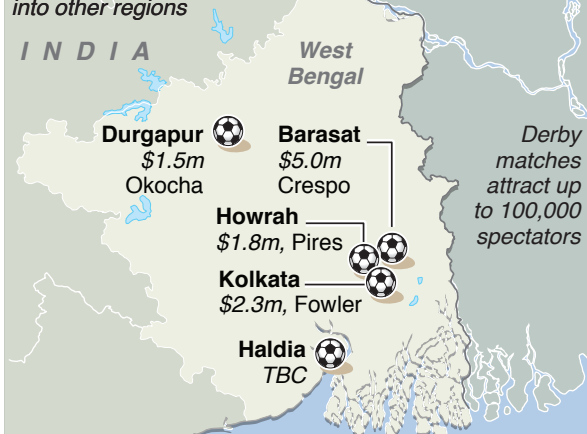 into other regions
INDIA
West
Bengal
Durgapur
$1.5m
Okocha
Barasat
$5.0m
Crespo
Derby
matches
attract up
to 100,000
spectators
Howrah
$1.8m, Pires
Kolkata
$2.3m, Fowler
Haldia
TBC